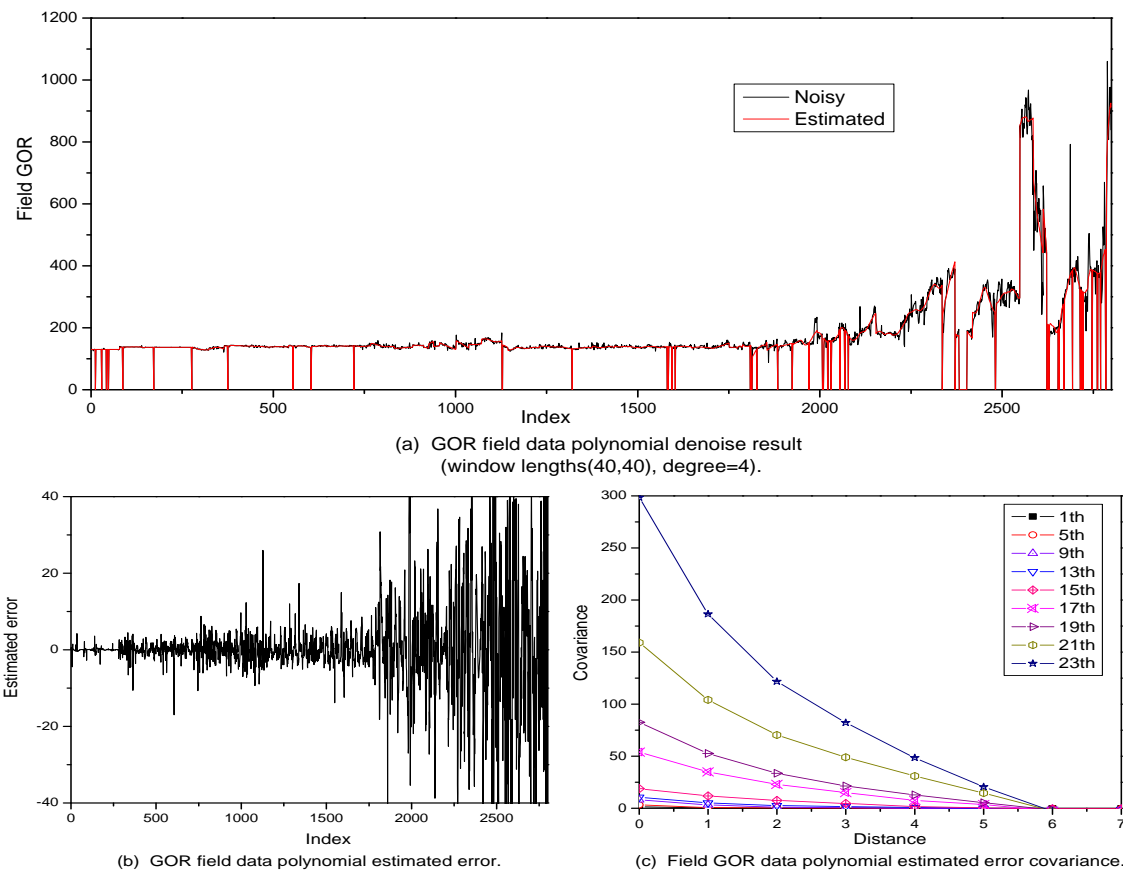 1200
1000
800
600
400
200
0
Field GOR
Noisy
Estimated
0
500
1000
1500
2000
2500
Index
(a) GOR field data polynomial denoise result
(window lengths(40,40), degree=4).
40
20
0
-20
-40
Estimated error
0
500
1000
1500
2000
2500
Index
(b) GOR field data polynomial estimated error.
300
250
200
150
100
50
0
Covariance
1th
5th
9th
13th
15th
17th
19th
21th
23th
0
1
2
3
4
5
6
7
Distance
(c) Field GOR data polynomial estimated error covariance.